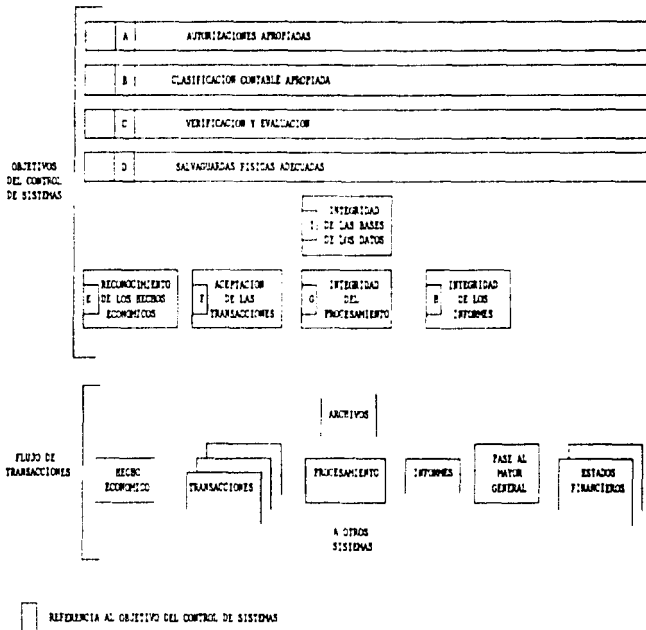 A AUTORIZACIONES APROPIADAS
B CLASIFICACION CONTABLE APROPIADA
C VERIFICACION Y EVALUACION
D SALVAGUARDAS FISICAS ADECUADAS
OBJETIVOS
DEL CONTROL
DE SISTEMAS
INTEGRIDAD
I DE LAS BASES
DE LOS DATOS
RECONOCIMIENTO
E DE LOS HECHOS
ECONOMICOS
ACEPTACION
F DE LAS
TRANSACCIONES
INTEGRIDAD
G DEL
PROCESAMIENTO
INTEGRIDAD
H DE LOS
INFORMES
FLUJO DE
TRANSACCIONES
ARCHIVOS
HECHO
ECONOMICO
TRANSACCIONES
PROCESAMIENTO
INFORMES
PASE AL
MAYOR
GENERAL
ESTADOS
FINANCIEROS
A OTROS
SISTEMAS
REFERENCIA AL OBJETIVO DEL CONTROL DE SISTEMAS